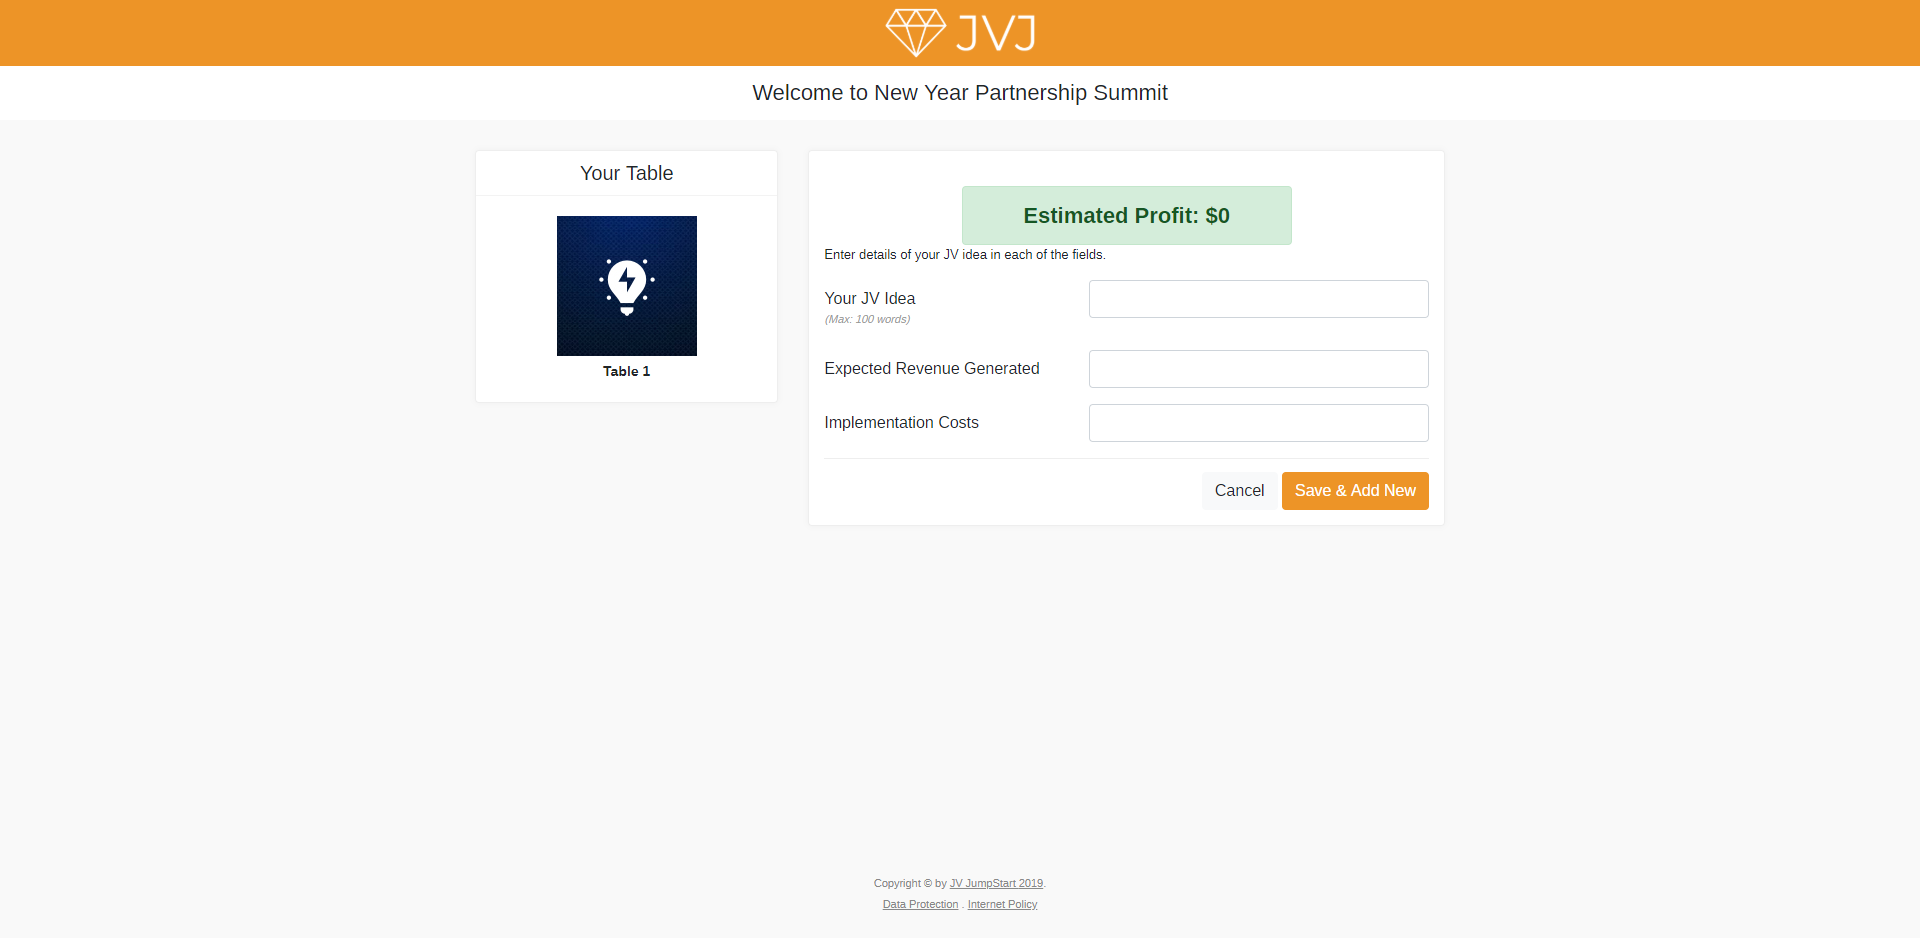 JVJ
Welcome to New Year Partnership Summit
Your Table
Table 1
Estimated Profit: $0
Enter details of your JV idea in each of the fields.
Your JV Idea
(Max: 100 words)
Expected Revenue Generated
Implementation Costs
Cancel
Save & Add New
Copyright © by JV JumpStart 2019.
Data Protection . Internet Policy